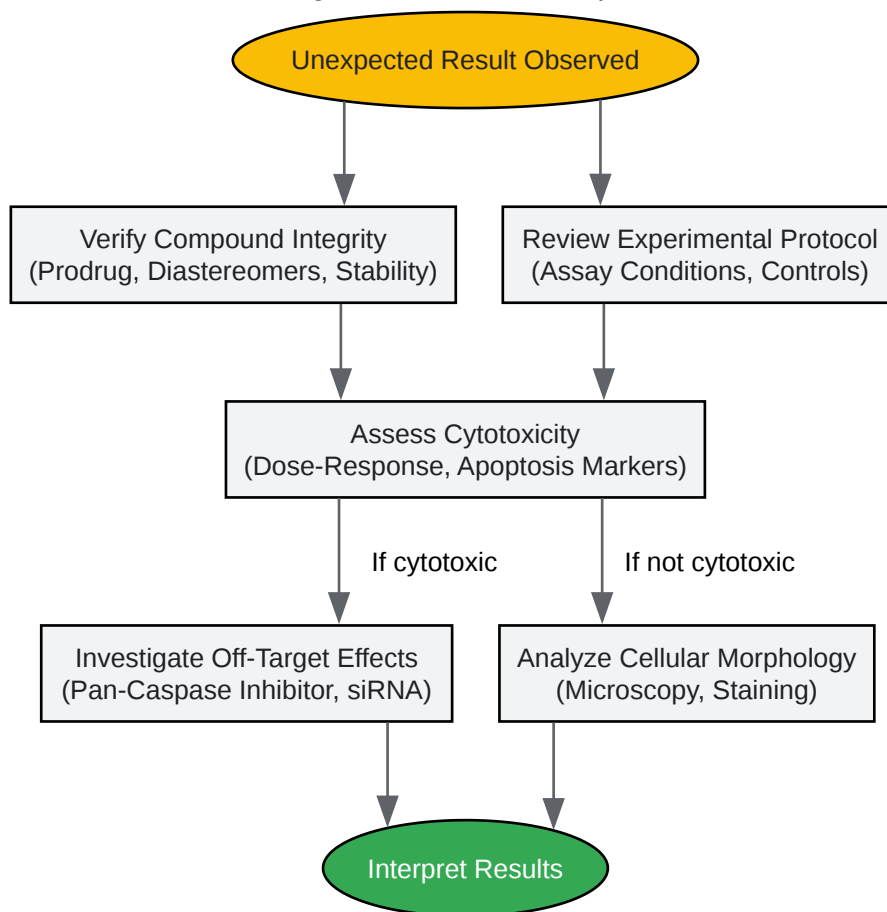 Unexpected Result Observed
Verify Compound Integrity
(Prodrug, Diastereomers, Stability)
Review Experimental Protocol
(Assay Conditions, Controls)
Assess Cytotoxicity
(Dose-Response, Apoptosis Markers)
If cytotoxic
If not cytotoxic
Investigate Off-Target Effects
(Pan-Caspase Inhibitor, siRNA)
Analyze Cellular Morphology
(Microscopy, Staining)
Interpret Results